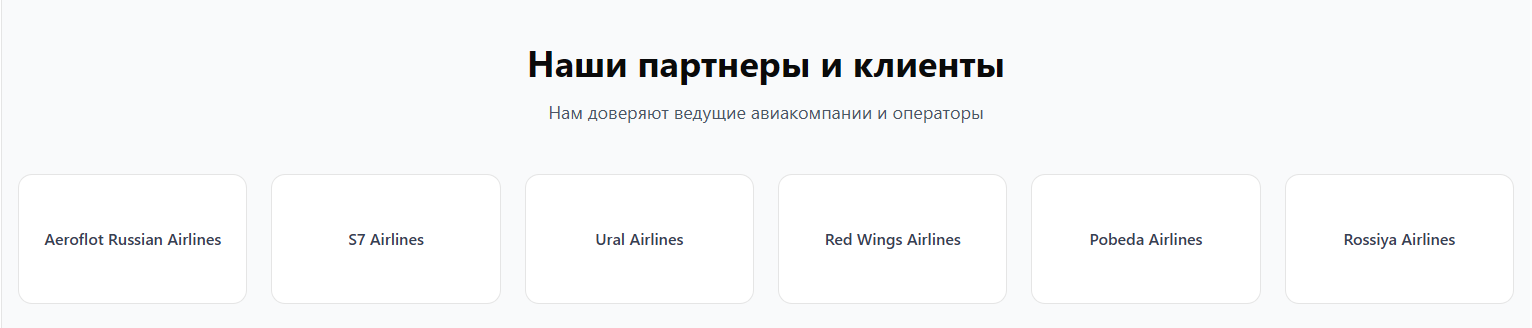 Наши партнеры и клиенты
Нам доверяют ведущие авиакомпании и операторы
Aeroflot Russian Airlines
S7 Airlines
Ural Airlines
Red Wings Airlines
Pobeda Airlines
Rossiya Airlines